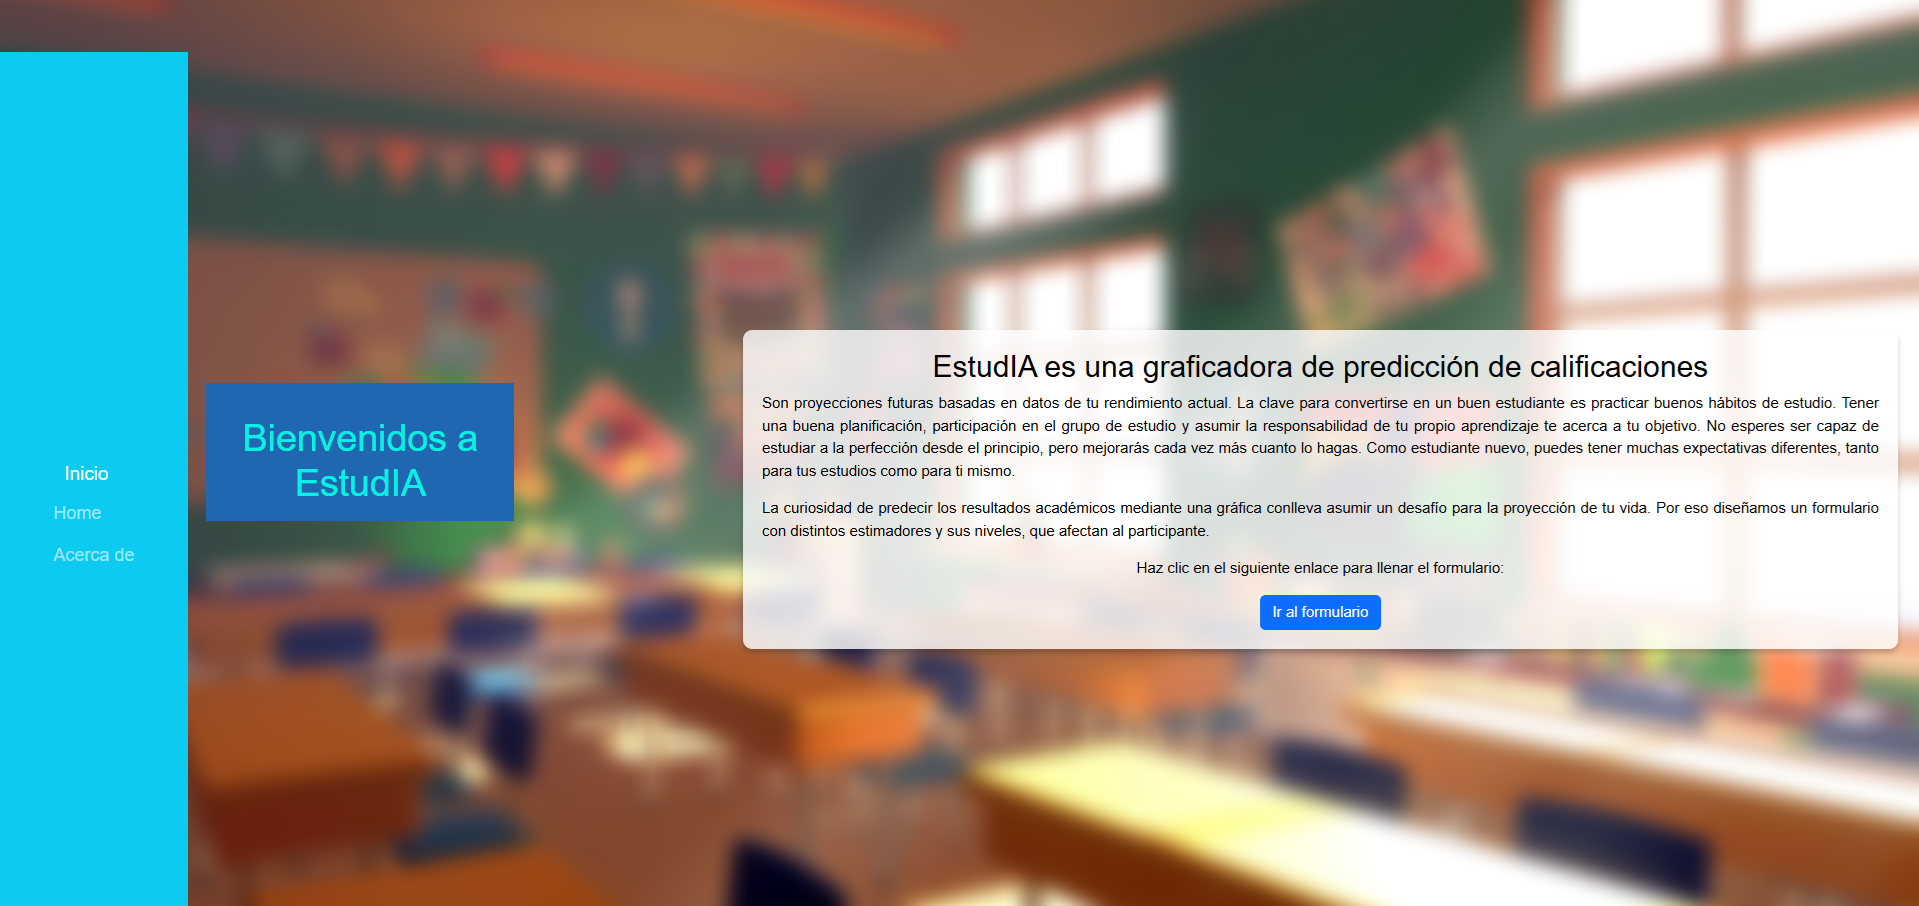 Inicio
Home
Acerca de
Bienvenidos a
EstudIA
EstudIA es una graficadora de predicción de calificaciones
Son proyecciones futuras basadas en datos de tu rendimiento actual. La clave para convertirse en un buen estudiante es practicar buenos hábitos de estudio. Tener
una buena planificación, participación en el grupo de estudio y asumir la responsabilidad de tu propio aprendizaje te acerca a tu objetivo. No esperes ser capaz de
estudiar a la perfección desde el principio, pero mejorarás cada vez más cuanto lo hagas. Como estudiante nuevo, puedes tener muchas expectativas diferentes, tanto
para tus estudios como para ti mismo.
La curiosidad de predecir los resultados académicos mediante una gráfica conlleva asumir un desafío para la proyección de tu vida. Por eso diseñamos un formulario
con distintos estimadores y sus niveles, que afectan al participante.
Haz clic en el siguiente enlace para llenar el formulario:
Ir al formulario